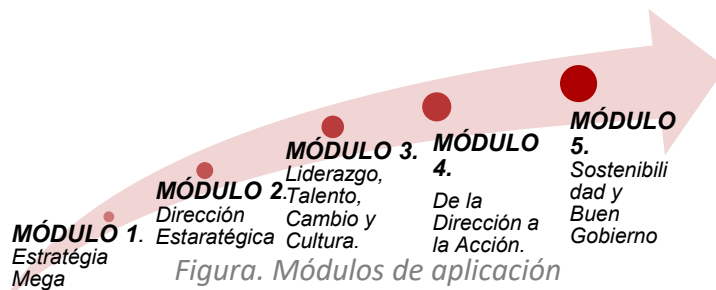 MÓDULO 1.
Estratégia
Mega
MÓDULO 2.
Dirección
Estaratégica
MÓDULO 3.
Liderazgo,
Talento,
Cambio y
Cultura.
MÓDULO
4.
De la
Dirección a
la Acción.
MÓDULO
5.
Sostenibili
dad y
Buen
Gobierno
Figura. Módulos de aplicación